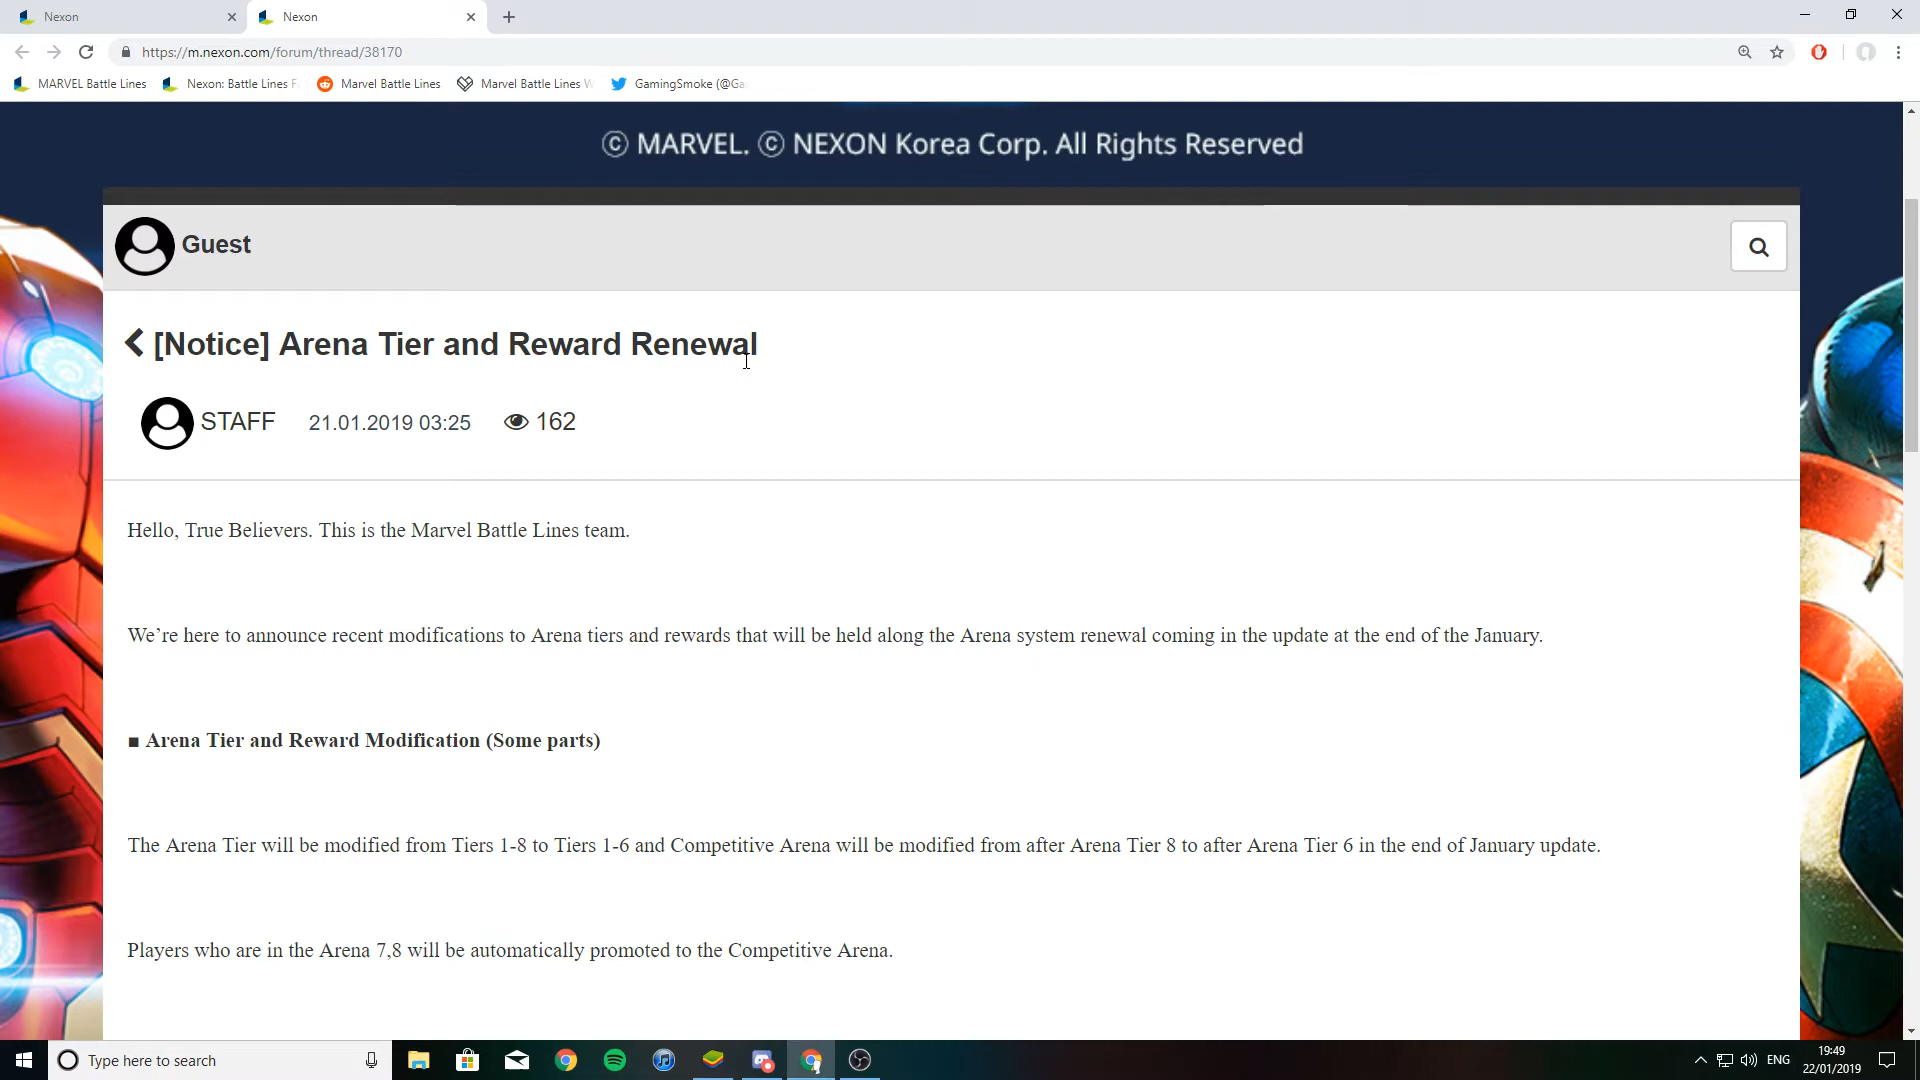 Nexon
Nexon
https://m.nexon.com/forum/thread/38170
MARVEL Battle Lines
Nexon: Battle Lines F
Marvel Battle Lines
Marvel Battle Lines W
GamingSmoke (@Ga
© MARVEL. © NEXON Korea Corp. All Rights Reserved
Guest
[Notice] Arena Tier and Reward Renewal
STAFF 21.01.2019 03:25 162
Hello, True Believers. This is the Marvel Battle Lines team.
We’re here to announce recent modifications to Arena tiers and rewards that will be held along the Arena system renewal coming in the update at the end of the January.
■ Arena Tier and Reward Modification (Some parts)
The Arena Tier will be modified from Tiers 1-8 to Tiers 1-6 and Competitive Arena will be modified from after Arena Tier 8 to after Arena Tier 6 in the end of January update.
Players who are in the Arena 7,8 will be automatically promoted to the Competitive Arena.
Type here to search
ENG
19:49
22/01/2019